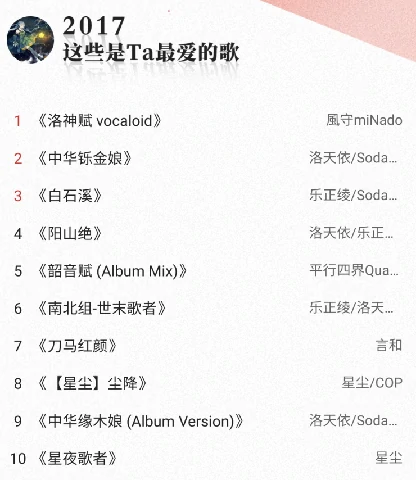 2017
这些是Ta最爱的歌
1 《洛神赋 vocaloid》 風守miNado
2 《中华铄金娘》 洛天依/Soda...
3 《白石溪》 乐正绫/Soda...
4 《阳山绝》 洛天依/乐正...
5 《韶音赋 (Album Mix)》 平行四界Qua...
6 《南北组-世末歌者》 乐正绫/洛天...
7 《刀马红颜》 言和
8 《【星尘】尘降》 星尘/COP
9 《中华缘木娘 (Album Version)》 洛天依/Soda...
10 《星夜歌者》 星尘